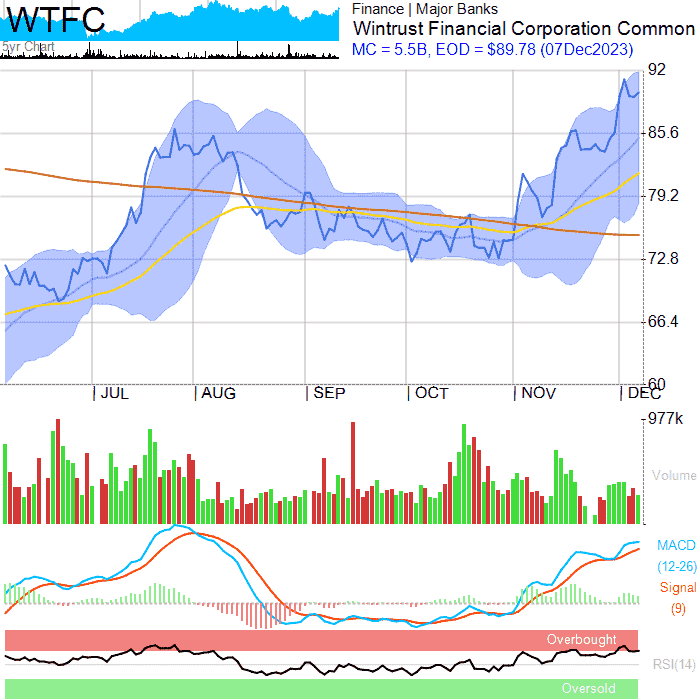 WTFC
5yr Chart
Finance | Major Banks
Wintrust Financial Corporation Common
MC = 5.5B, EOD = $89.78 (07Dec2023)
92
85.6
79.2
72.8
66.4
60
| JUL
| AUG
| SEP
| OCT
| NOV
| DEC
977k
Volume
MACD
(12-26)
Signal
(9)
Overbought
RSI(14)
Oversold